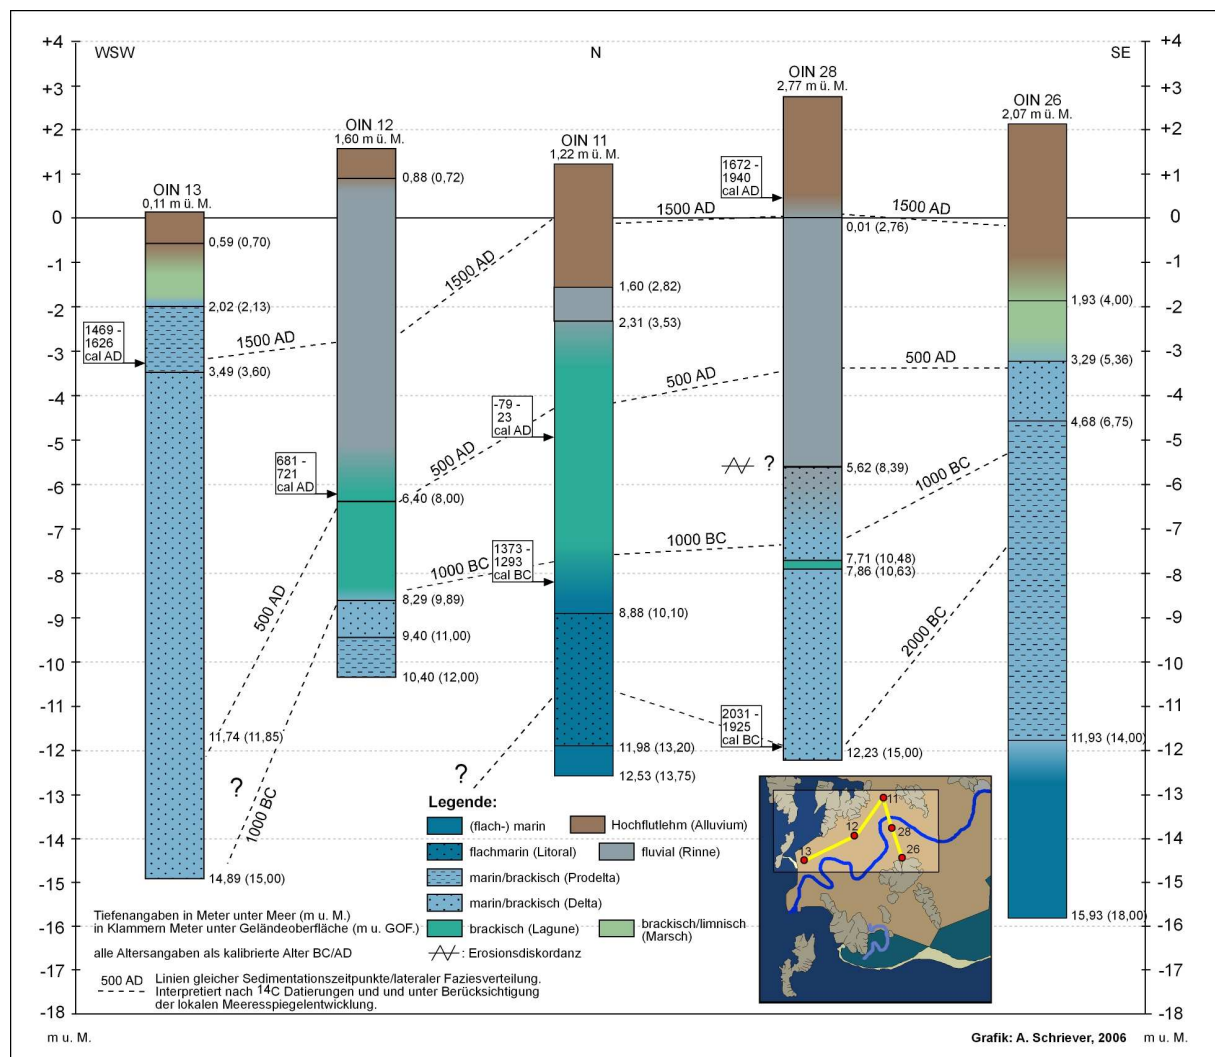 +4
WSW
N
SE
+4
+3
OIN 28
2,77 m ü. M.
+3
OIN 26
2,07 m ü. M.
+2
OIN 12
1,60 m ü. M.
OIN 11
1,22 m ü. M.
+2
+1
OIN 13
0,11 m ü. M.
0,88 (0,72)
1672 -
1940
cal AD
+1
0
1500 AD
1500 AD
1500 AD
0,01 (2,76)
0
0,59 (0,70)
-1
-1
1,60 (2,82)
1,93 (4,00)
-2
2,02 (2,13)
2,31 (3,53)
-2
1469 -
1626
cal AD
1500 AD
-3
-3
3,49 (3,60)
500 AD
500 AD
3,29 (5,36)
-4
-79 -
23
cal AD
-4
4,68 (6,75)
-5
-5
681 -
721
cal AD
500 AD
?
5,62 (8,39)
1000 BC
-6
6,40 (8,00)
-6
-7
1373 -
1293
cal BC
1000 BC
-7
7,71 (10,48)
7,86 (10,63)
-8
1000 BC
-8
8,29 (9,89)
8,88 (10,10)
-9
500 AD
9,40 (11,00)
2000 BC
-9
-10
10,40 (12,00)
-10
-11
2031 -
1925
cal BC
-11
11,74 (11,85)
11,98 (13,20)
11,93 (14,00)
-12
12,23 (15,00)
-12
?
?
12,53 (13,75)
-13
1000 BC
Legende:
-13
(flach-) marin
Hochflutlehm (Alluvium)
11
12
28
13
26
-14
flachmarin (Litoral)
fluvial (Rinne)
-14
marin/brackisch (Prodelta)
-15
14,89 (15,00)
marin/brackisch (Delta)
-15
Tiefenangaben in Meter unter Meer (m u. M.)
in Klammern Meter unter Geländeoberfläche (m u. GOF.)
brackisch (Lagune)
brackisch/limnisch
(Marsch)
15,93 (18,00)
-16
-16
alle Altersangaben als kalibrierte Alter BC/AD
: Erosionsdiskordanz
-17
500 AD
Linien gleicher Sedimentationszeitpunkte/lateraler Faziesverteilung.
Interpretiert nach 14C Datierungen und und unter Berücksichtigung
der lokalen Meeresspiegelentwicklung.
-17
-18
-18
m u. M.
Grafik: A. Schriever, 2006
m u. M.